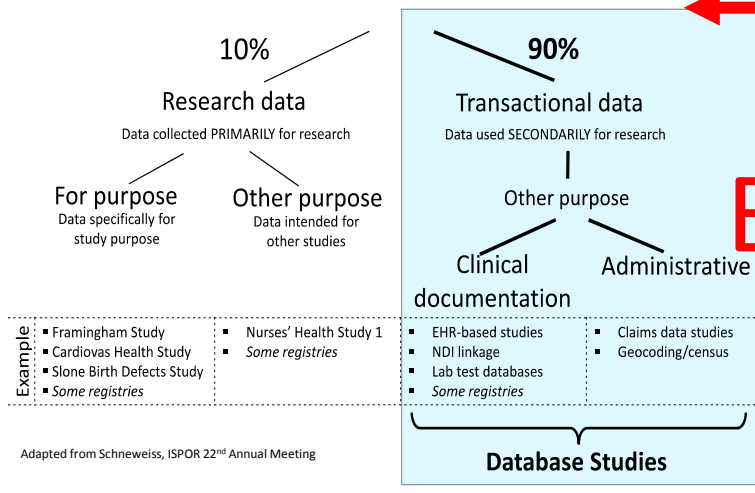 10%
90%
Research data
Transactional data
Data collected PRIMARILY for research
Data used SECONDARILY for research
For purpose
Data specifically for
study purpose
Other purpose
Data intended for
other studies
Other purpose
Clinical
documentation
Administrative
Example
▪ Framingham Study
▪ Cardiovas Health Study
▪ Slone Birth Defects Study
▪ Some registries
▪ Nurses’ Health Study 1
▪ Some registries
▪ EHR-based studies
▪ NDI linkage
▪ Lab test databases
▪ Some registries
▪ Claims data studies
▪ Geocoding/census
Adapted from Schneweiss, ISPOR 22nd Annual Meeting
Database Studies